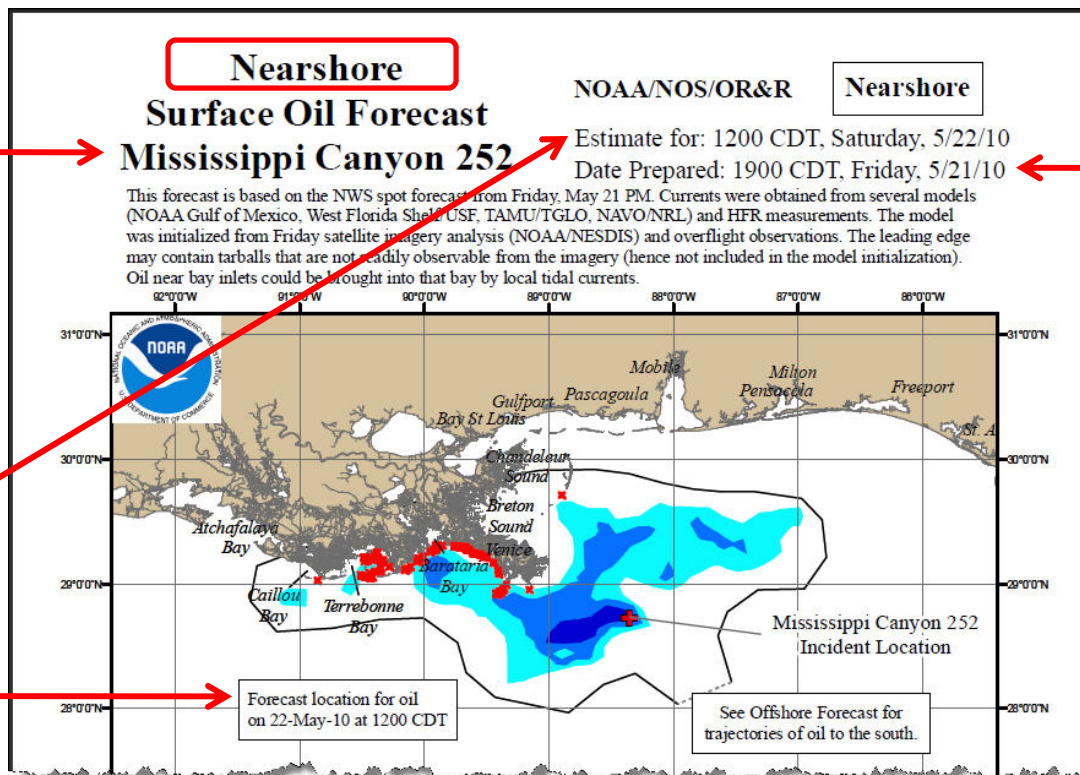 Nearshore
Surface Oil Forecast
Mississippi Canyon 252
NOAA/NOS/OR&R
Nearshore
Estimate for: 1200 CDT, Saturday, 5/22/10
Date Prepared: 1900 CDT, Friday, 5/21/10
This forecast is based on the NWS spot forecast from Friday, May 21 PM. Currents were obtained from several models
(NOAA Gulf of Mexico, West Florida Shelf/USF, TAMU/TGLO, NAVO/NRL) and HFR measurements. The model
was initialized from Friday satellite imagery analysis (NOAA/NESDIS) and overflight observations. The leading edge
may contain tarballs that are not readily observable from the imagery (hence not included in the model initialization).
Oil near bay inlets could be brought into that bay by local tidal currents.
92°0'0"W 91°0'0"W 90°0'0"W 89°0'0"W 88°0'0"W 87°0'0"W 86°0'0"W
31°0'0"N 31°0'0"N
NATIONAL OCEANIC AND ATMOSPHERIC ADMINISTRATION
NOAA
U.S. DEPARTMENT OF COMMERCE
Mobile
Milton
Pensacola
Freeport
Pascagoula
Gulfport
Bay St Louis
St. A
30°0'0"N 30°0'0"N
Chandeleur
Sound
Breton
Sound
Atchafalaya
Bay
Venice
Barataria
Bay
29°0'0"N 29°0'0"N
Caillou
Bay
Terrebonne
Bay
Mississippi Canyon 252
Incident Location
Forecast location for oil
on 22-May-10 at 1200 CDT
See Offshore Forecast for
trajectories of oil to the south.
28°0'0"N 28°0'0"N